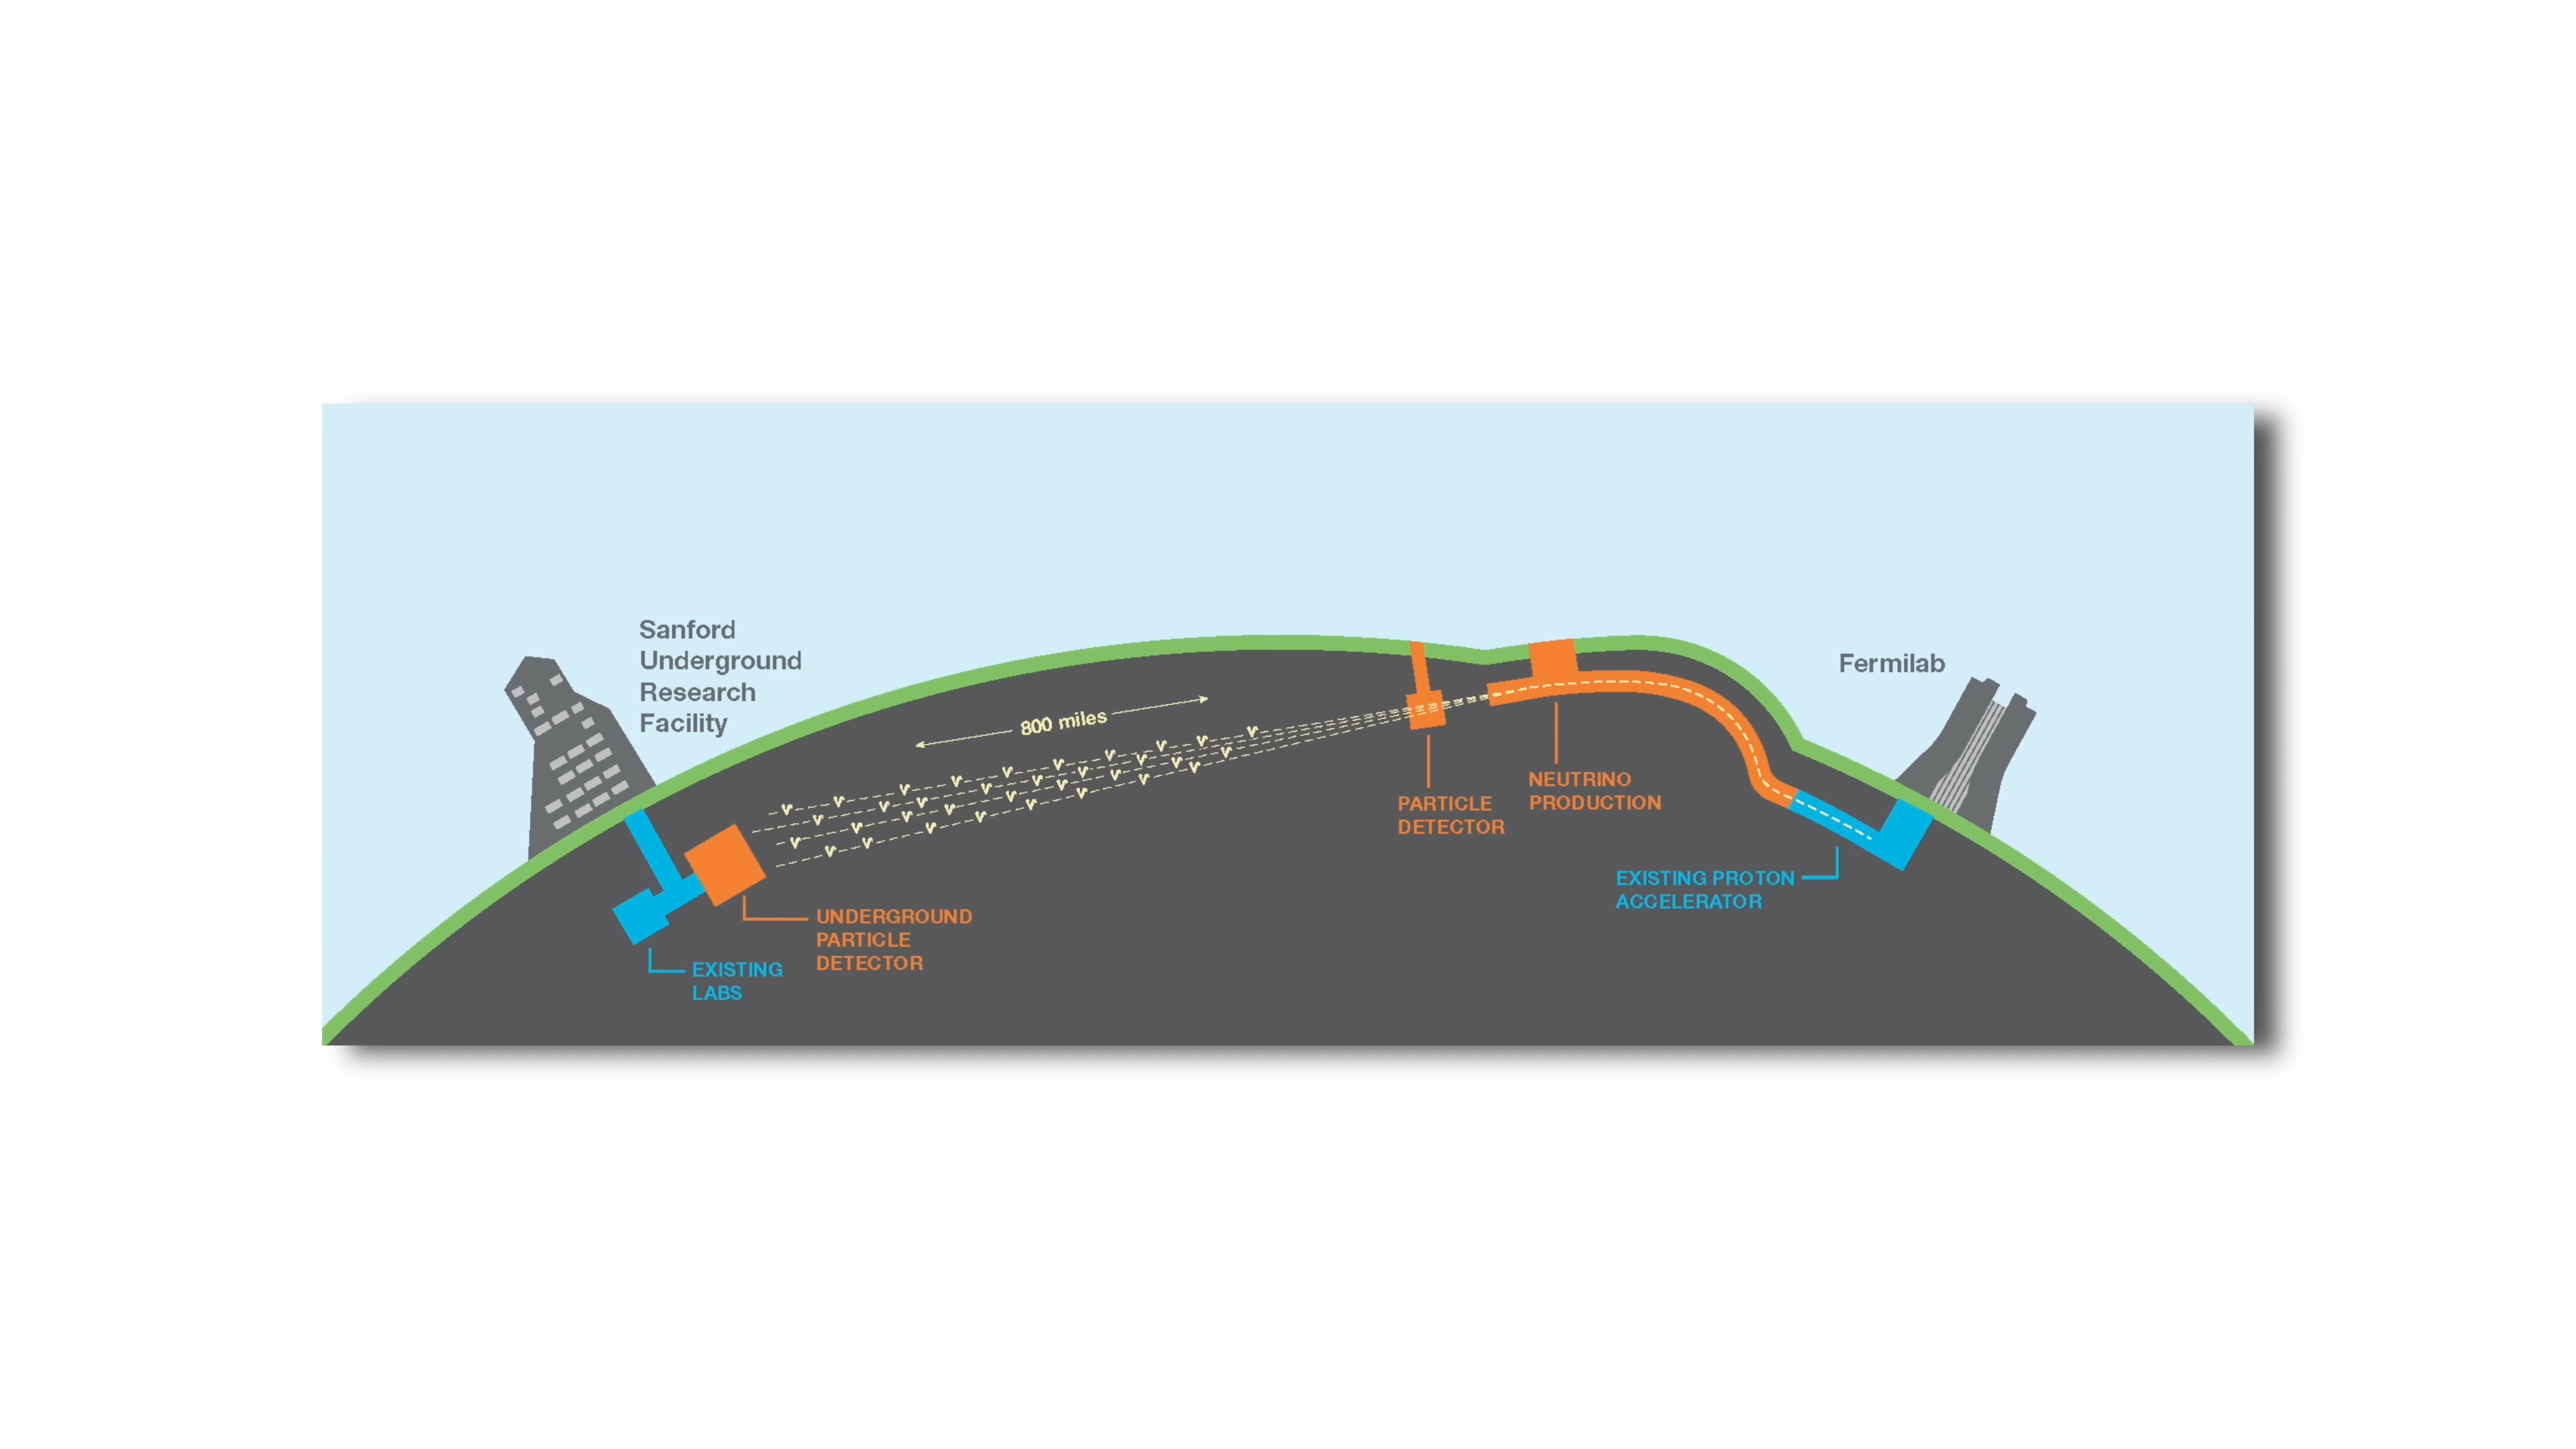 Sanford
Underground
Research
Facility
Fermilab
800 miles
NEUTRINO
PRODUCTION
PARTICLE
DETECTOR
EXISTING PROTON
ACCELERATOR
UNDERGROUND
PARTICLE
DETECTOR
EXISTING
LABS